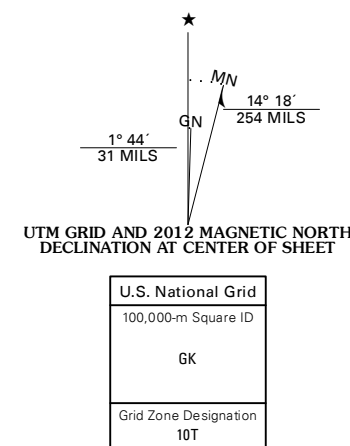 ★
MN
GN
14° 18´
254 MILS
1° 44´
31 MILS
UTM GRID AND 2012 MAGNETIC NORTH
DECLINATION AT CENTER OF SHEET
U.S. National Grid
100,000-m Square ID
GK
Grid Zone Designation
10T